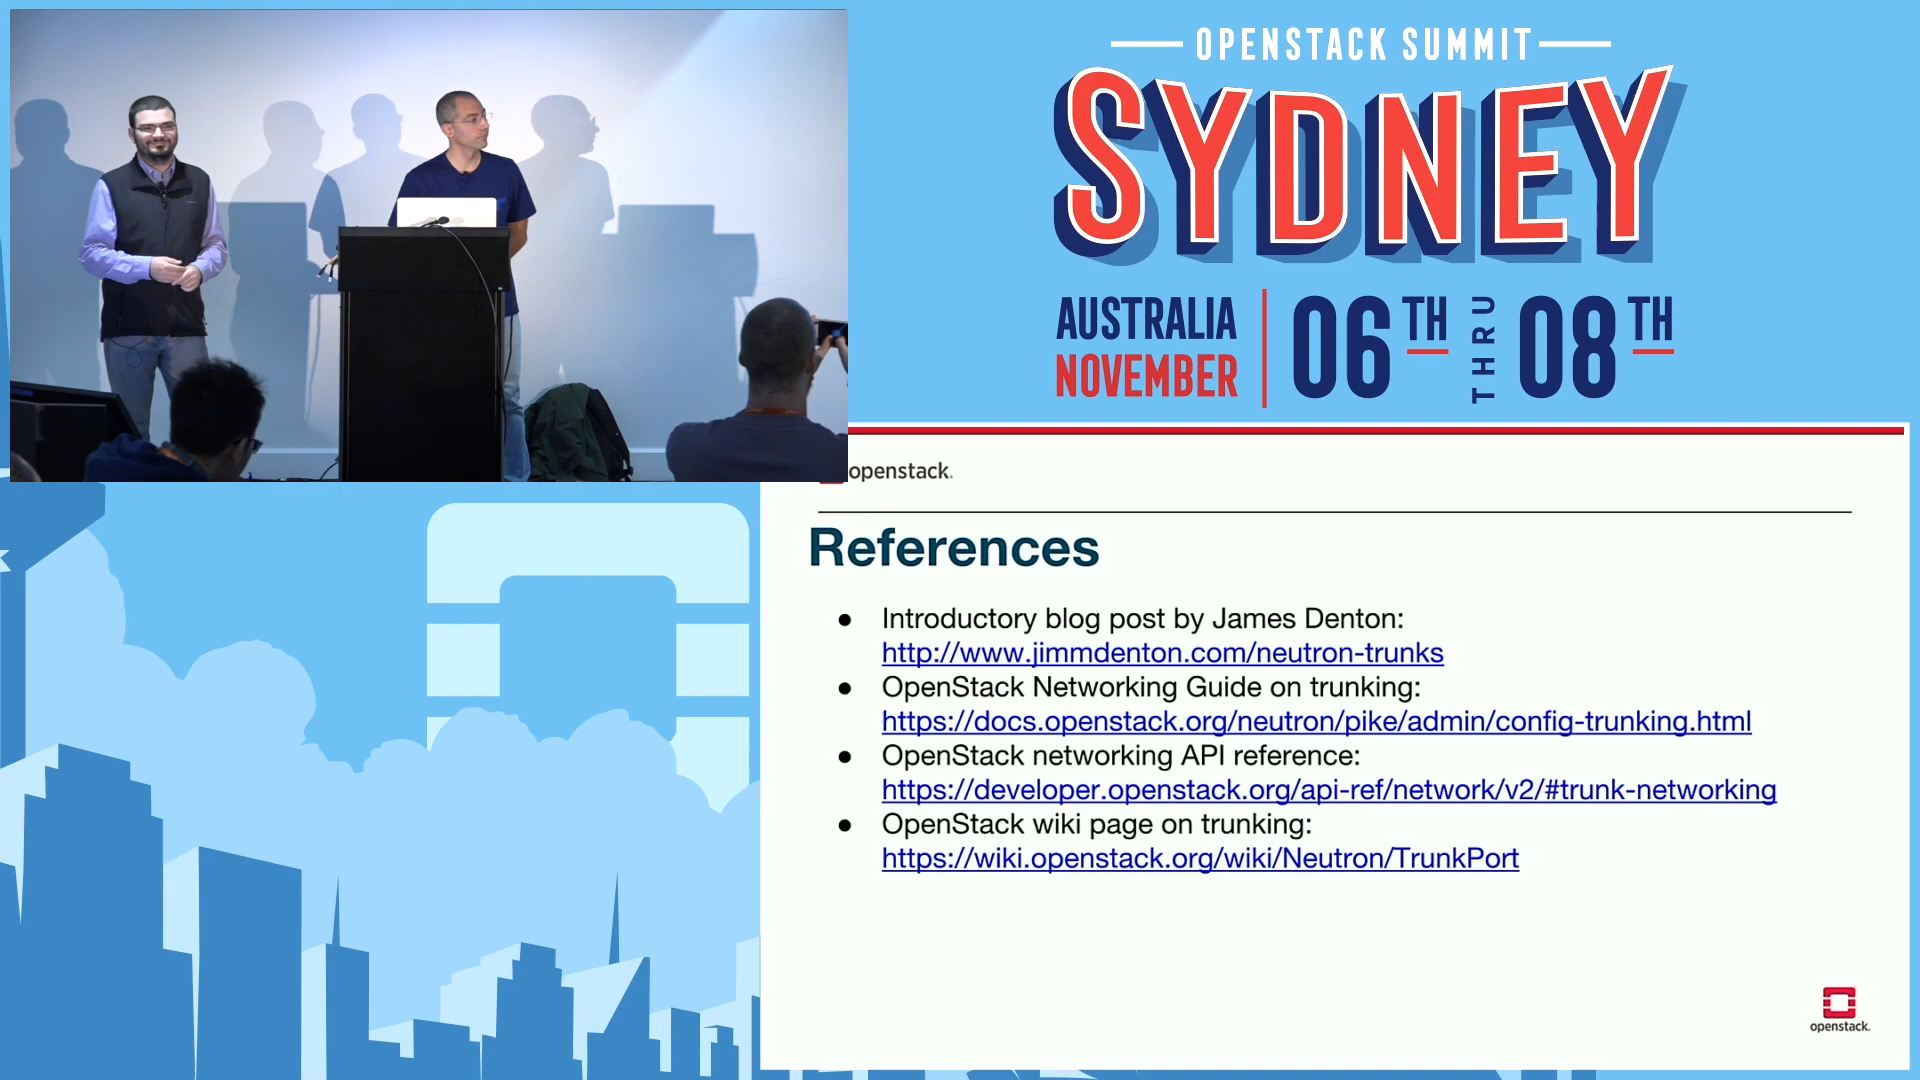 OPENSTACK SUMMIT
SYDNEY
AUSTRALIA
NOVEMBER
06TH THRU 08TH
openstack.
References
● Introductory blog post by James Denton:
http://www.jimmdenton.com/neutron-trunks
● OpenStack Networking Guide on trunking:
https://docs.openstack.org/neutron/pike/admin/config-trunking.html
● OpenStack networking API reference:
https://developer.openstack.org/api-ref/network/v2/#trunk-networking
● OpenStack wiki page on trunking:
https://wiki.openstack.org/wiki/Neutron/TrunkPort
openstack.